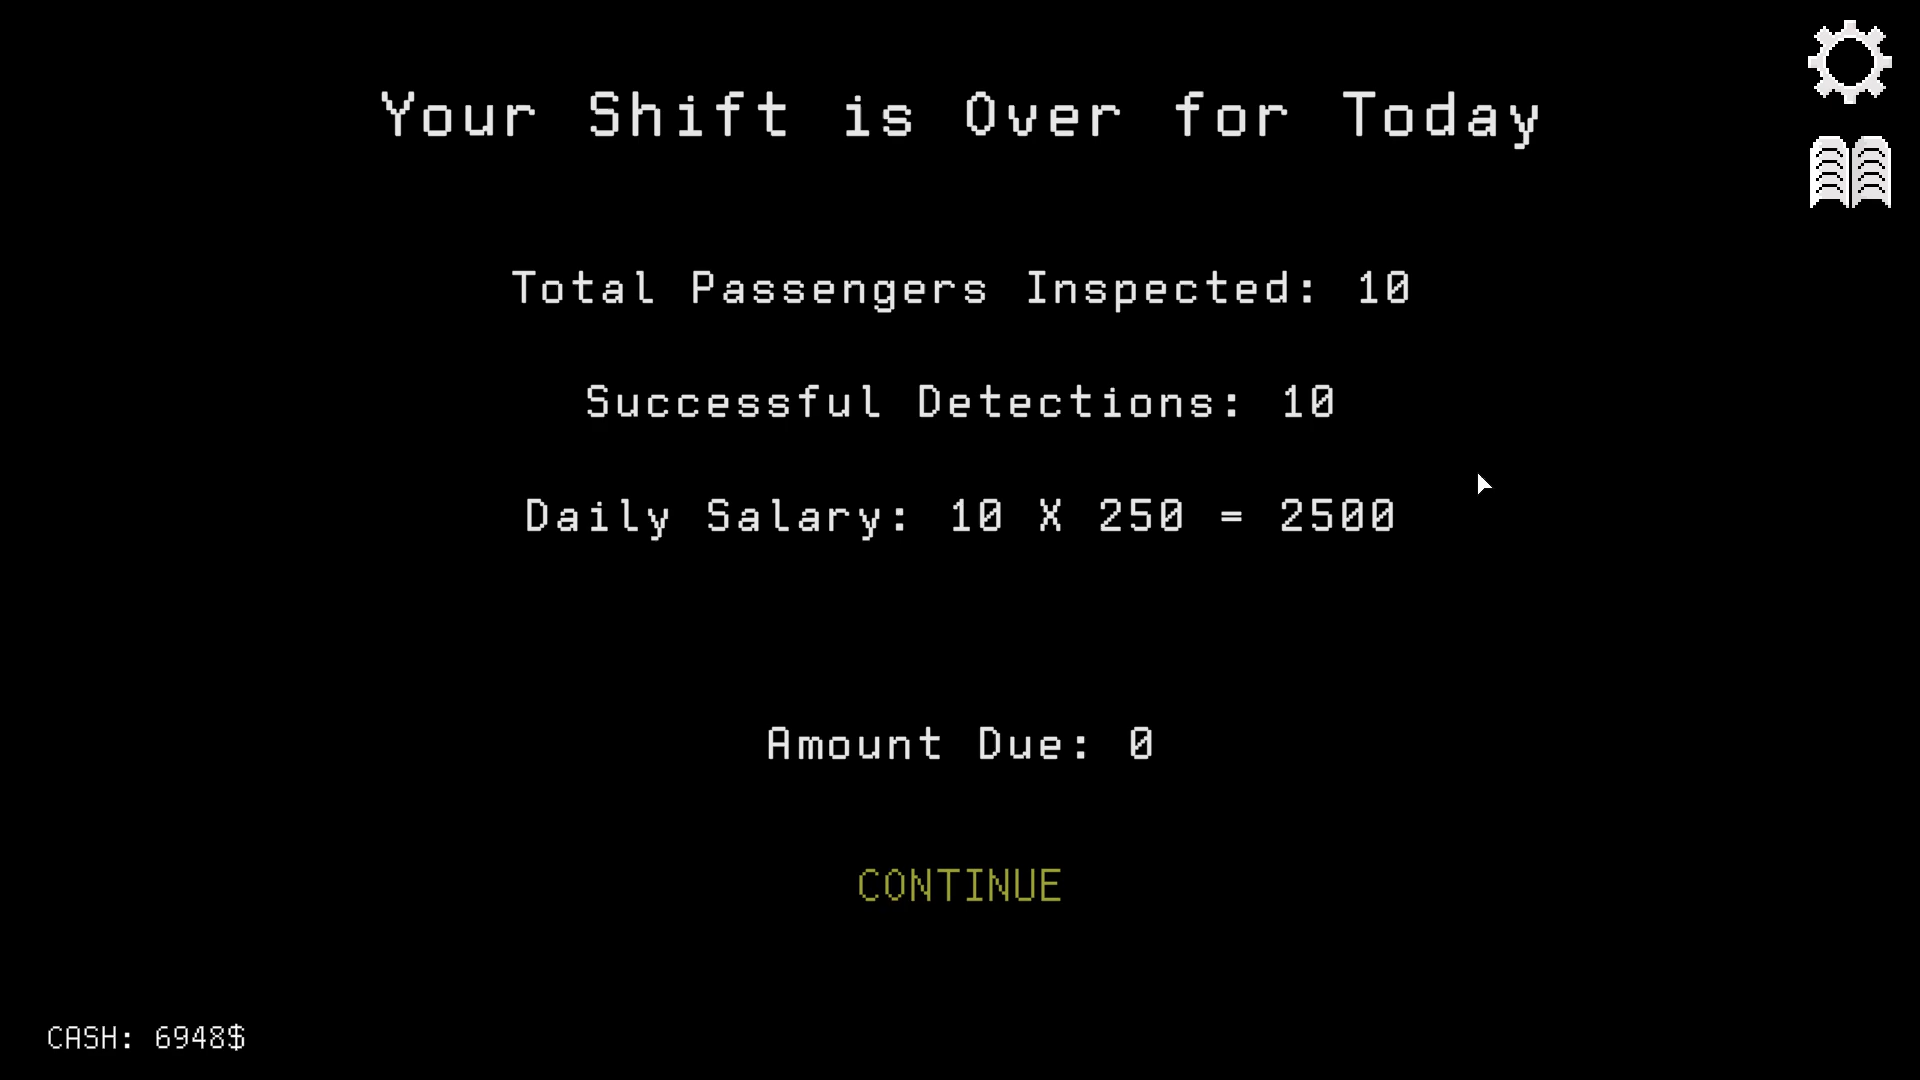 Your Shift is Over for Today
Total Passengers Inspected: 10
Successful Detections: 10
Daily Salary: 10 X 250 = 2500
Amount Due: 0
CONTINUE
CASH: 6948$